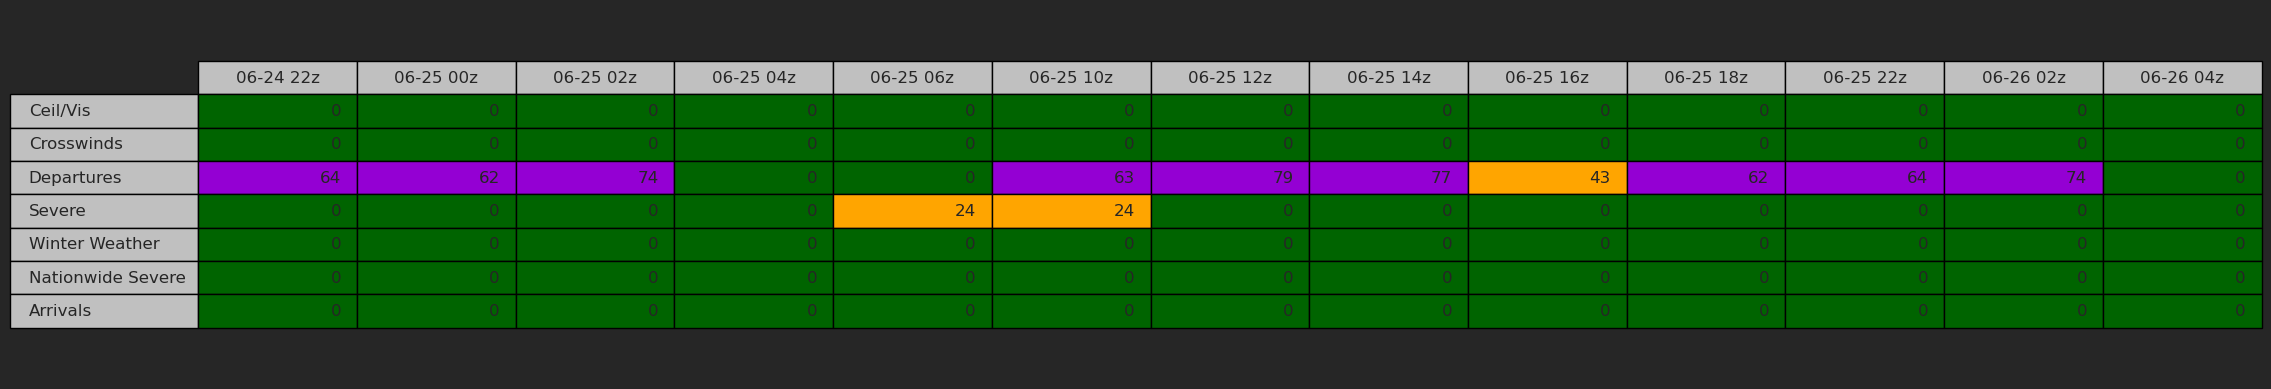 06-24 22z 06-25 00z 06-25 02z 06-25 04z 06-25 06z 06-25 10z 06-25 12z 06-25 14z 06-25 16z 06-25 18z 06-25 22z 06-26 02z 06-26 04z
Ceil/Vis 0 0 0 0 0 0 0 0 0 0 0 0 0
Crosswinds 0 0 0 0 0 0 0 0 0 0 0 0 0
Departures 64 62 74 0 0 63 79 77 43 62 64 74 0
Severe 0 0 0 0 24 24 0 0 0 0 0 0 0
Winter Weather 0 0 0 0 0 0 0 0 0 0 0 0 0
Nationwide Severe 0 0 0 0 0 0 0 0 0 0 0 0 0
Arrivals 0 0 0 0 0 0 0 0 0 0 0 0 0